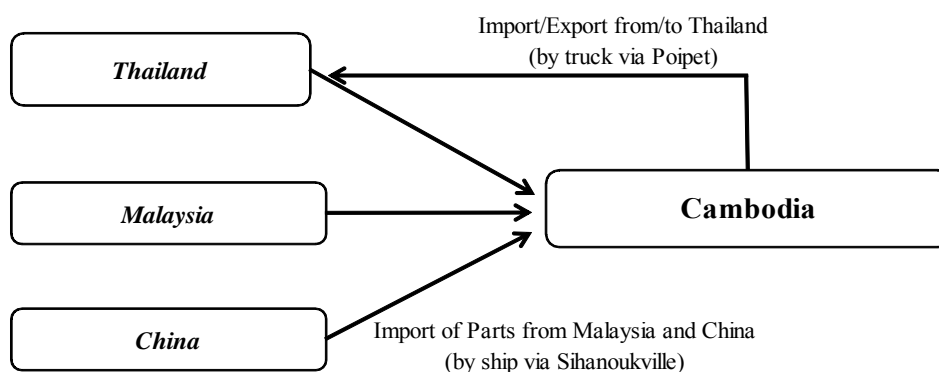 Import/Export from/to Thailand
(by truck via Poipet)
Thailand
Malaysia
Cambodia
China
Import of Parts from Malaysia and China
(by ship via Sihanoukville)